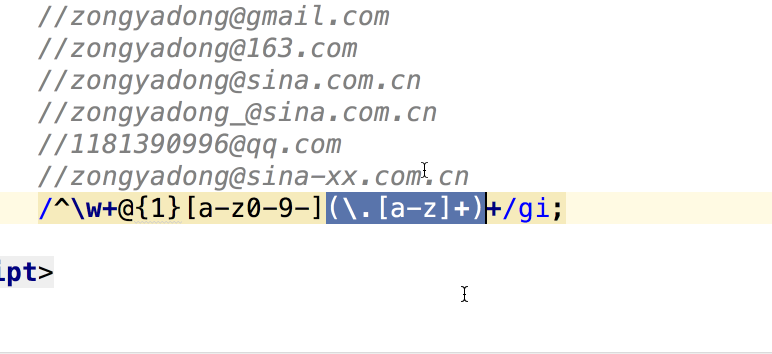 //zongyadong@gmail.com
//zongyadong@163.com
//zongyadong@sina.com.cn
//zongyadong_@sina.com.cn
//1181390996@qq.com
//zongyadong@sina-xx.com.cn
/^\w+@{1}[a-z0-9-](\.[a-z]+)+/gi;
ipt>